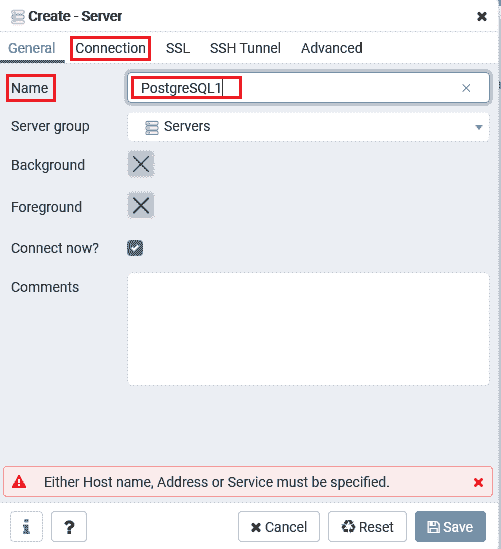 Create - Server
General Connection SSL SSH Tunnel Advanced
Name PostgreSQL1
Server group Servers
Background
Foreground
Connect now?
Comments
Either Host name, Address or Service must be specified.
i ? Cancel Reset Save